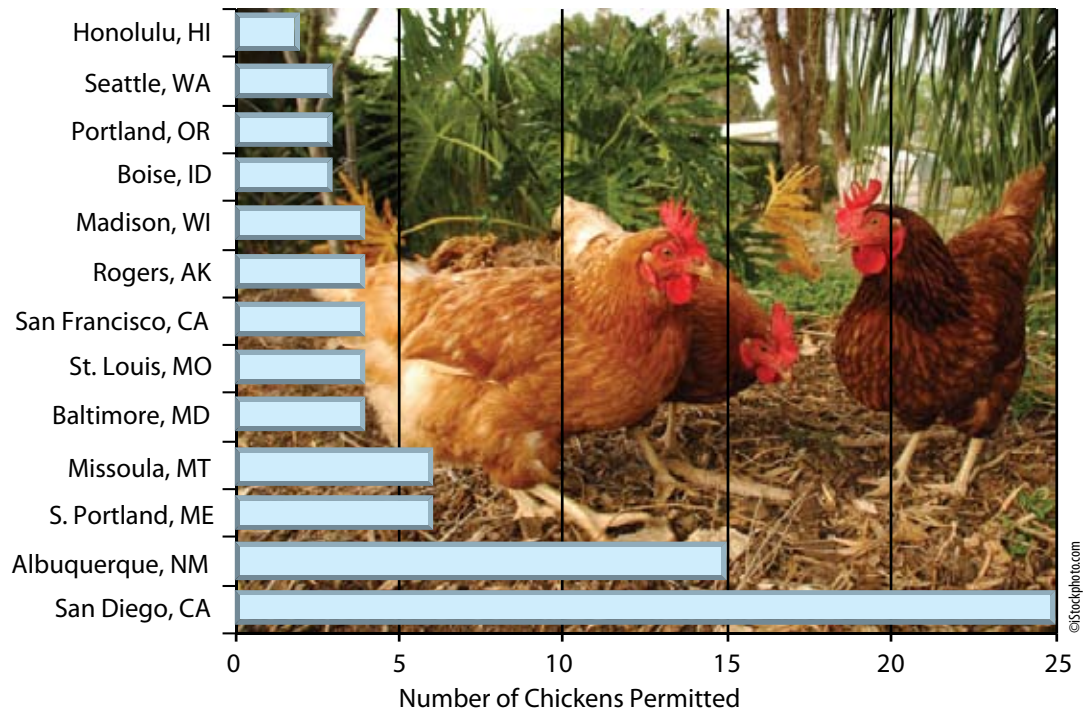 Honolulu, HI
Seattle, WA
Portland, OR
Boise, ID
Madison, WI
Rogers, AK
San Francisco, CA
St. Louis, MO
Baltimore, MD
Missoula, MT
S. Portland, ME
Albuquerque, NM
San Diego, CA
0 5 10 15 20 25
Number of Chickens Permitted
©iStockphoto.com